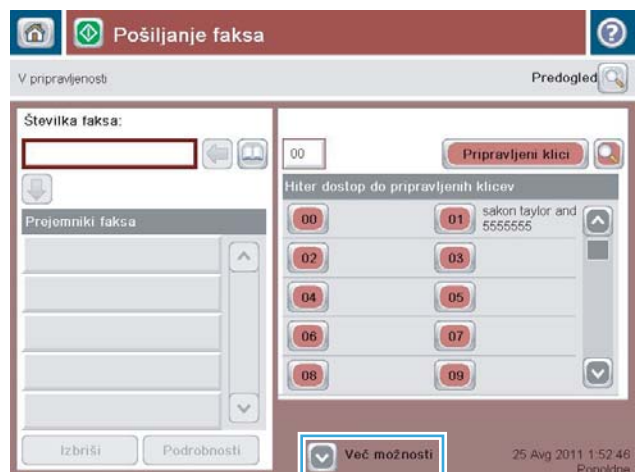 Pošiljanje faksa
V pripravljenosti
Predogled
Številka faksa:
00
Pripravljeni klici
Hiter dostop do pripravljenih klicev
Prejemniki faksa
00
01 sakon taylor and
5555555
02
03
04
05
06
07
08
09
Izbriši
Podrobnosti
Več možnosti
25 Avg 2011 1:52:46
Popoldne